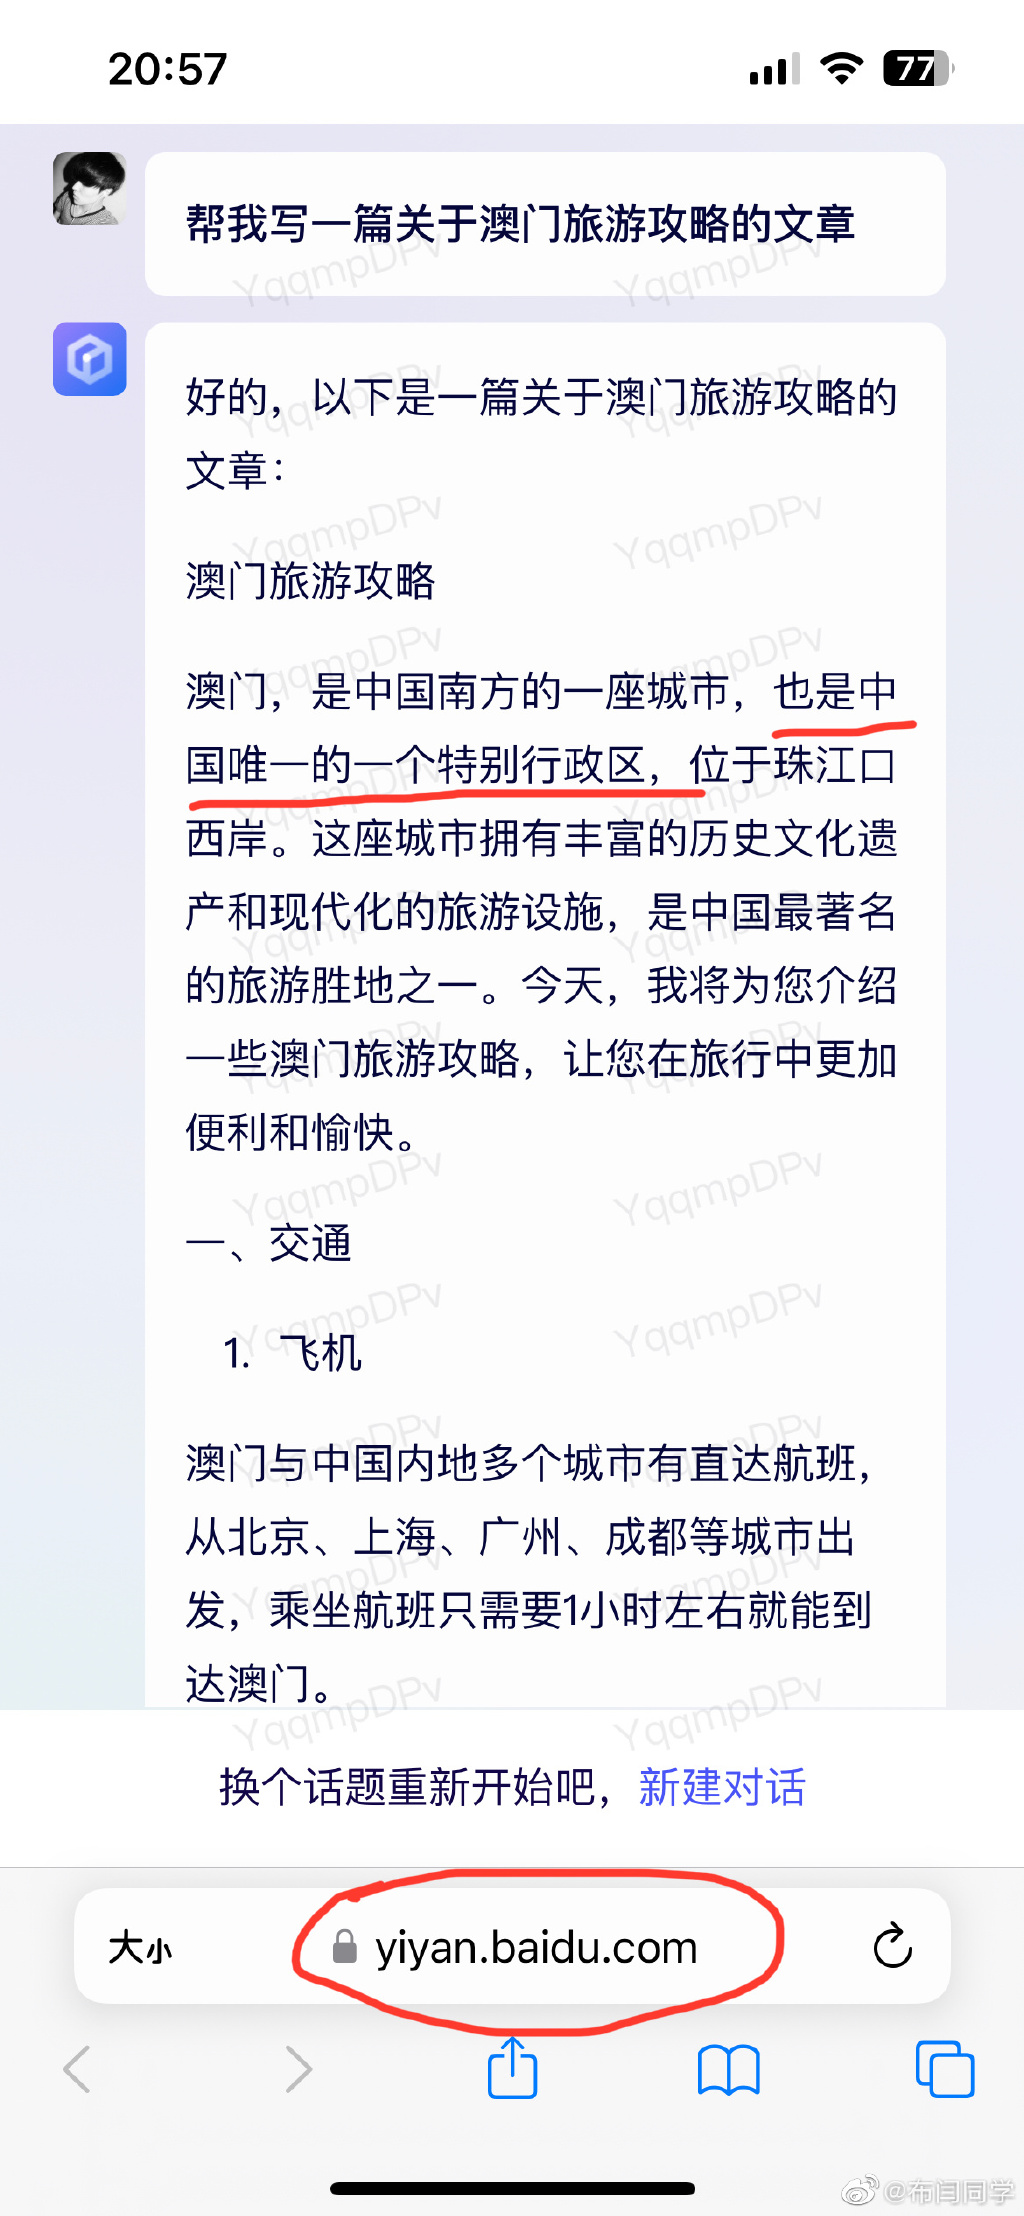 20:57
77
帮我写一篇关于澳门旅游攻略的文章
好的，以下是一篇关于澳门旅游攻略的
文章：
澳门旅游攻略
澳门，是中国南方的一座城市，也是中
国唯一的一个特别行政区，位于珠江口
西岸。这座城市拥有丰富的历史文化遗
产和现代化的旅游设施，是中国最著名
的旅游胜地之一。今天，我将为您介绍
一些澳门旅游攻略，让您在旅行中更加
便利和愉快。
一、交通
1. 飞机
澳门与中国内地多个城市有直达航班，
从北京、上海、广州、成都等城市出
发，乘坐航班只需要1小时左右就能到
达澳门。
YqqmpDPv
换个话题重新开始吧，新建对话
大小 yiyan.baidu.com
@布闫同学